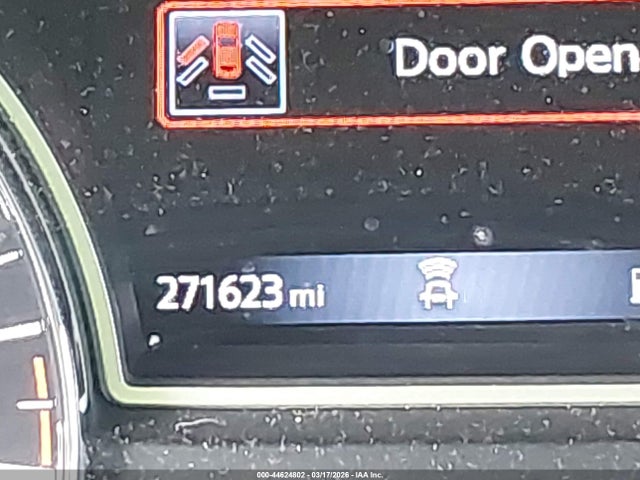 Door Open
271623 mi
000-44624802 - 03/17/2026 - IAA Inc.